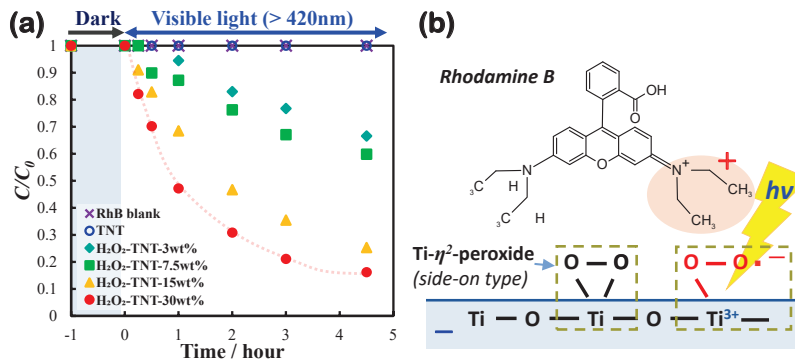 (a)
Dark
Visible light (> 420nm)
C/C₀
1
0.9
0.8
0.7
0.6
0.5
0.4
0.3
0.2
0.1
0
RhB blank
TNT
H₂O₂-TNT-3wt%
H₂O₂-TNT-7.5wt%
H₂O₂-TNT-15wt%
H₂O₂-TNT-30wt%
-1 0 1 2 3 4 5
Time / hour
(b)
Rhodamine B
OH
O
O
N
H
H
H₃C
H₃C
N⁺
+
CH₃
CH₃
hν
Ti-η²-peroxide
(side-on type)
O — O
O — O · —
— Ti — O — Ti — O — Ti³⁺ —